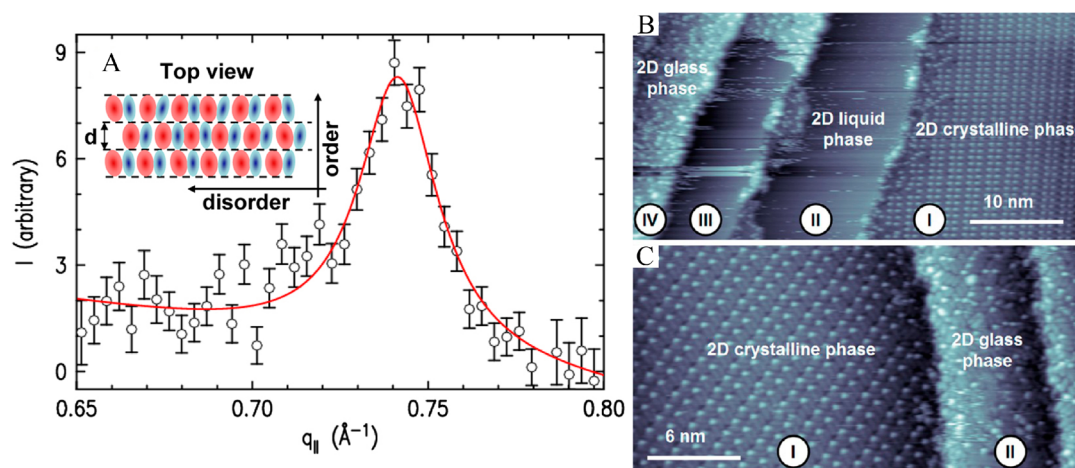 A
Top view
d
order
disorder
I (arbitrary)
9
6
3
0
0.65
0.70
0.75
0.80
q∥ (Å⁻¹)
B
2D glass
phase
2D liquid
phase
2D crystalline phas
10 nm
IV
III
II
I
C
2D crystalline phase
2D glass
phase
6 nm
I
II